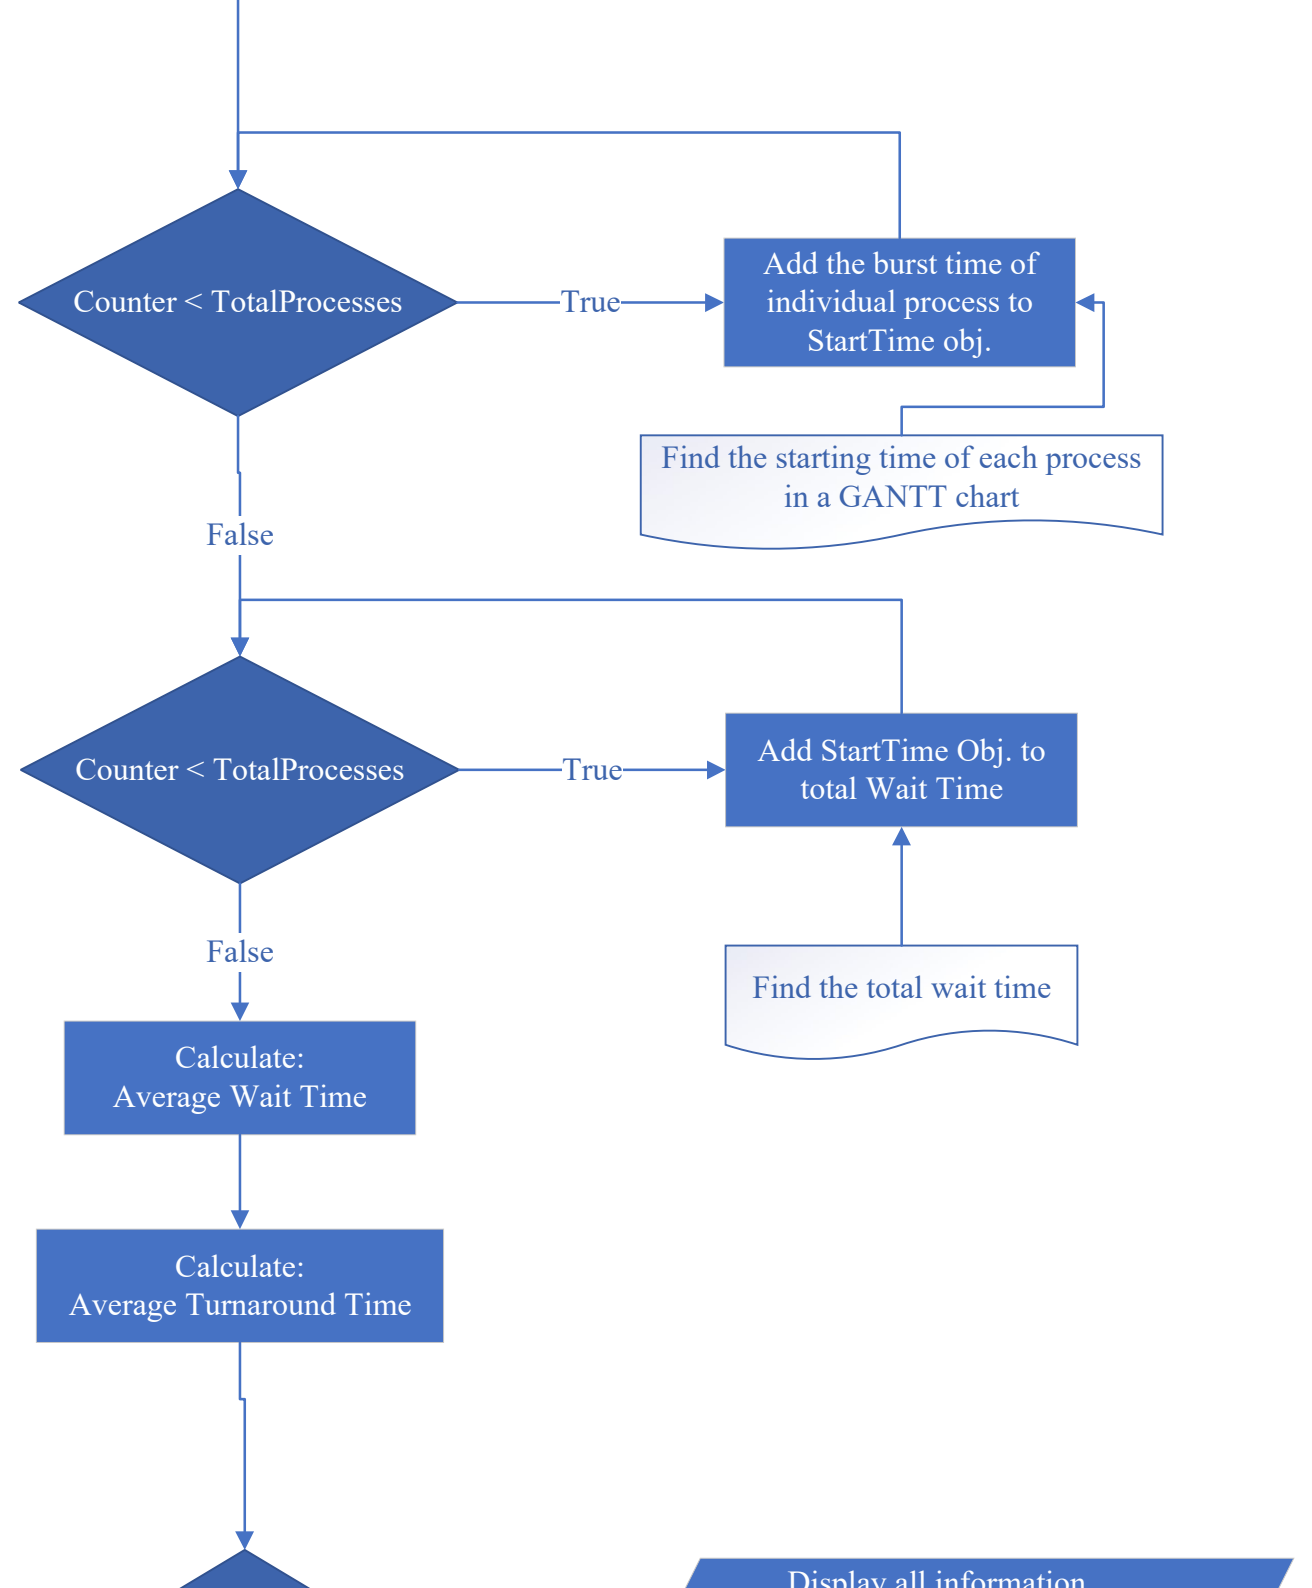 Counter < TotalProcesses
True
Add the burst time of
individual process to
StartTime obj.
Find the starting time of each process
in a GANTT chart
False
Counter < TotalProcesses
True
Add StartTime Obj. to
total Wait Time
False
Find the total wait time
Calculate:
Average Wait Time
Calculate:
Average Turnaround Time
Display all information